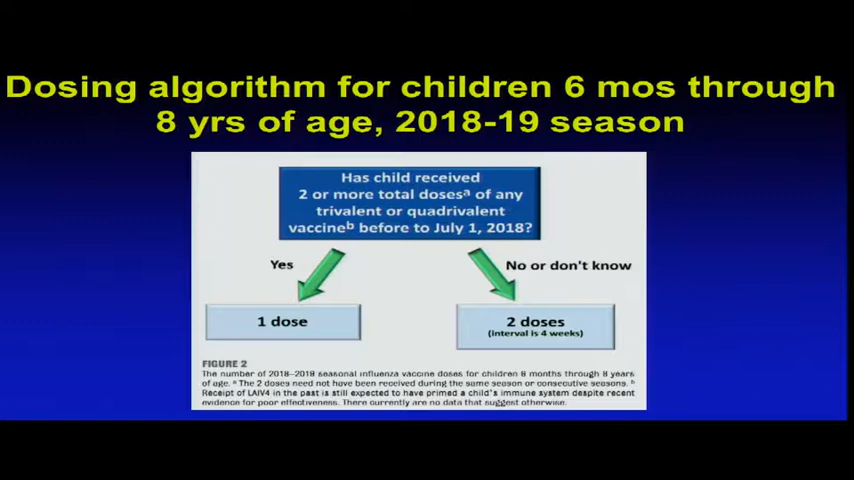 Dosing algorithm for children 6 mos through
8 yrs of age, 2018-19 season
Has child received
2 or more total dosesª of any
trivalent or quadrivalent
vaccineᵇ before to July 1, 2018?
Yes
No or don't know
1 dose
2 doses
(interval is 4 weeks)
FIGURE 2
The number of 2018–2019 seasonal influenza vaccine doses for children 6 months through 8 years
of age. ª The 2 doses need not have been received during the same season or consecutive seasons. ᵇ
Receipt of LAIV4 in the past is still expected to have primed a child's immune system despite recent
evidence for poor effectiveness. There currently are no data that suggest otherwise.